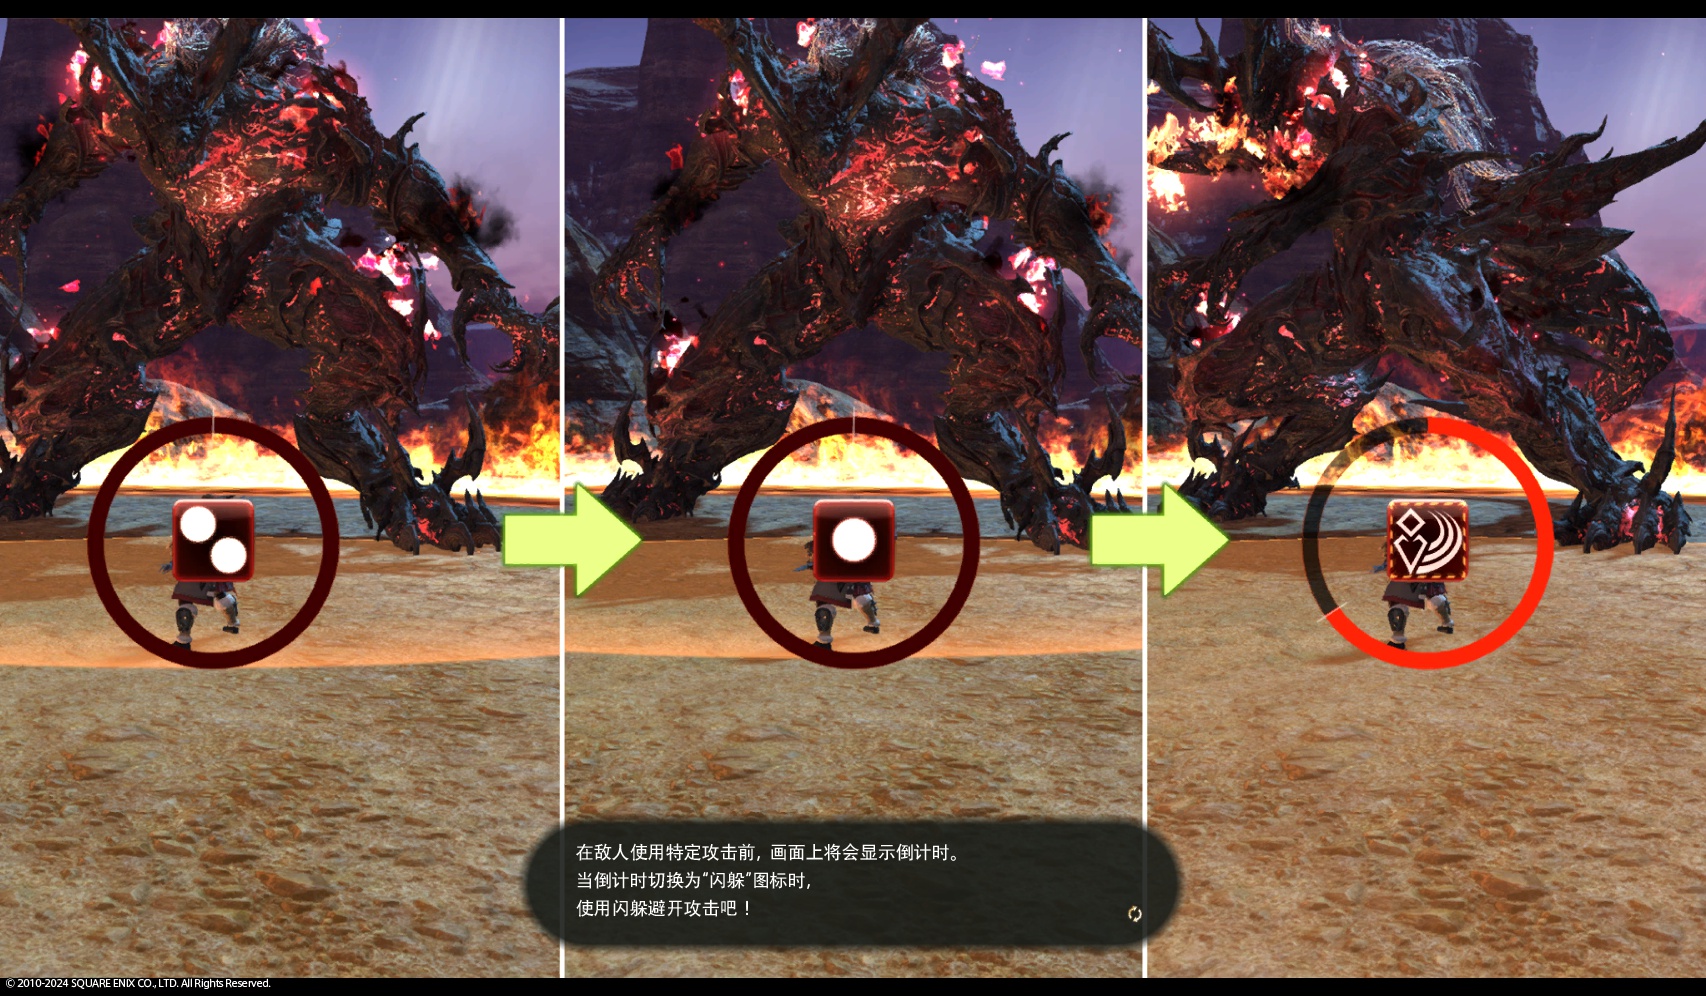 在敌人使用特定攻击前，画面上将会显示倒计时。
当倒计时切换为“闪躲”图标时，
使用闪躲避开攻击吧！
© 2010-2024 SQUARE ENIX CO., LTD. All Rights Reserved.